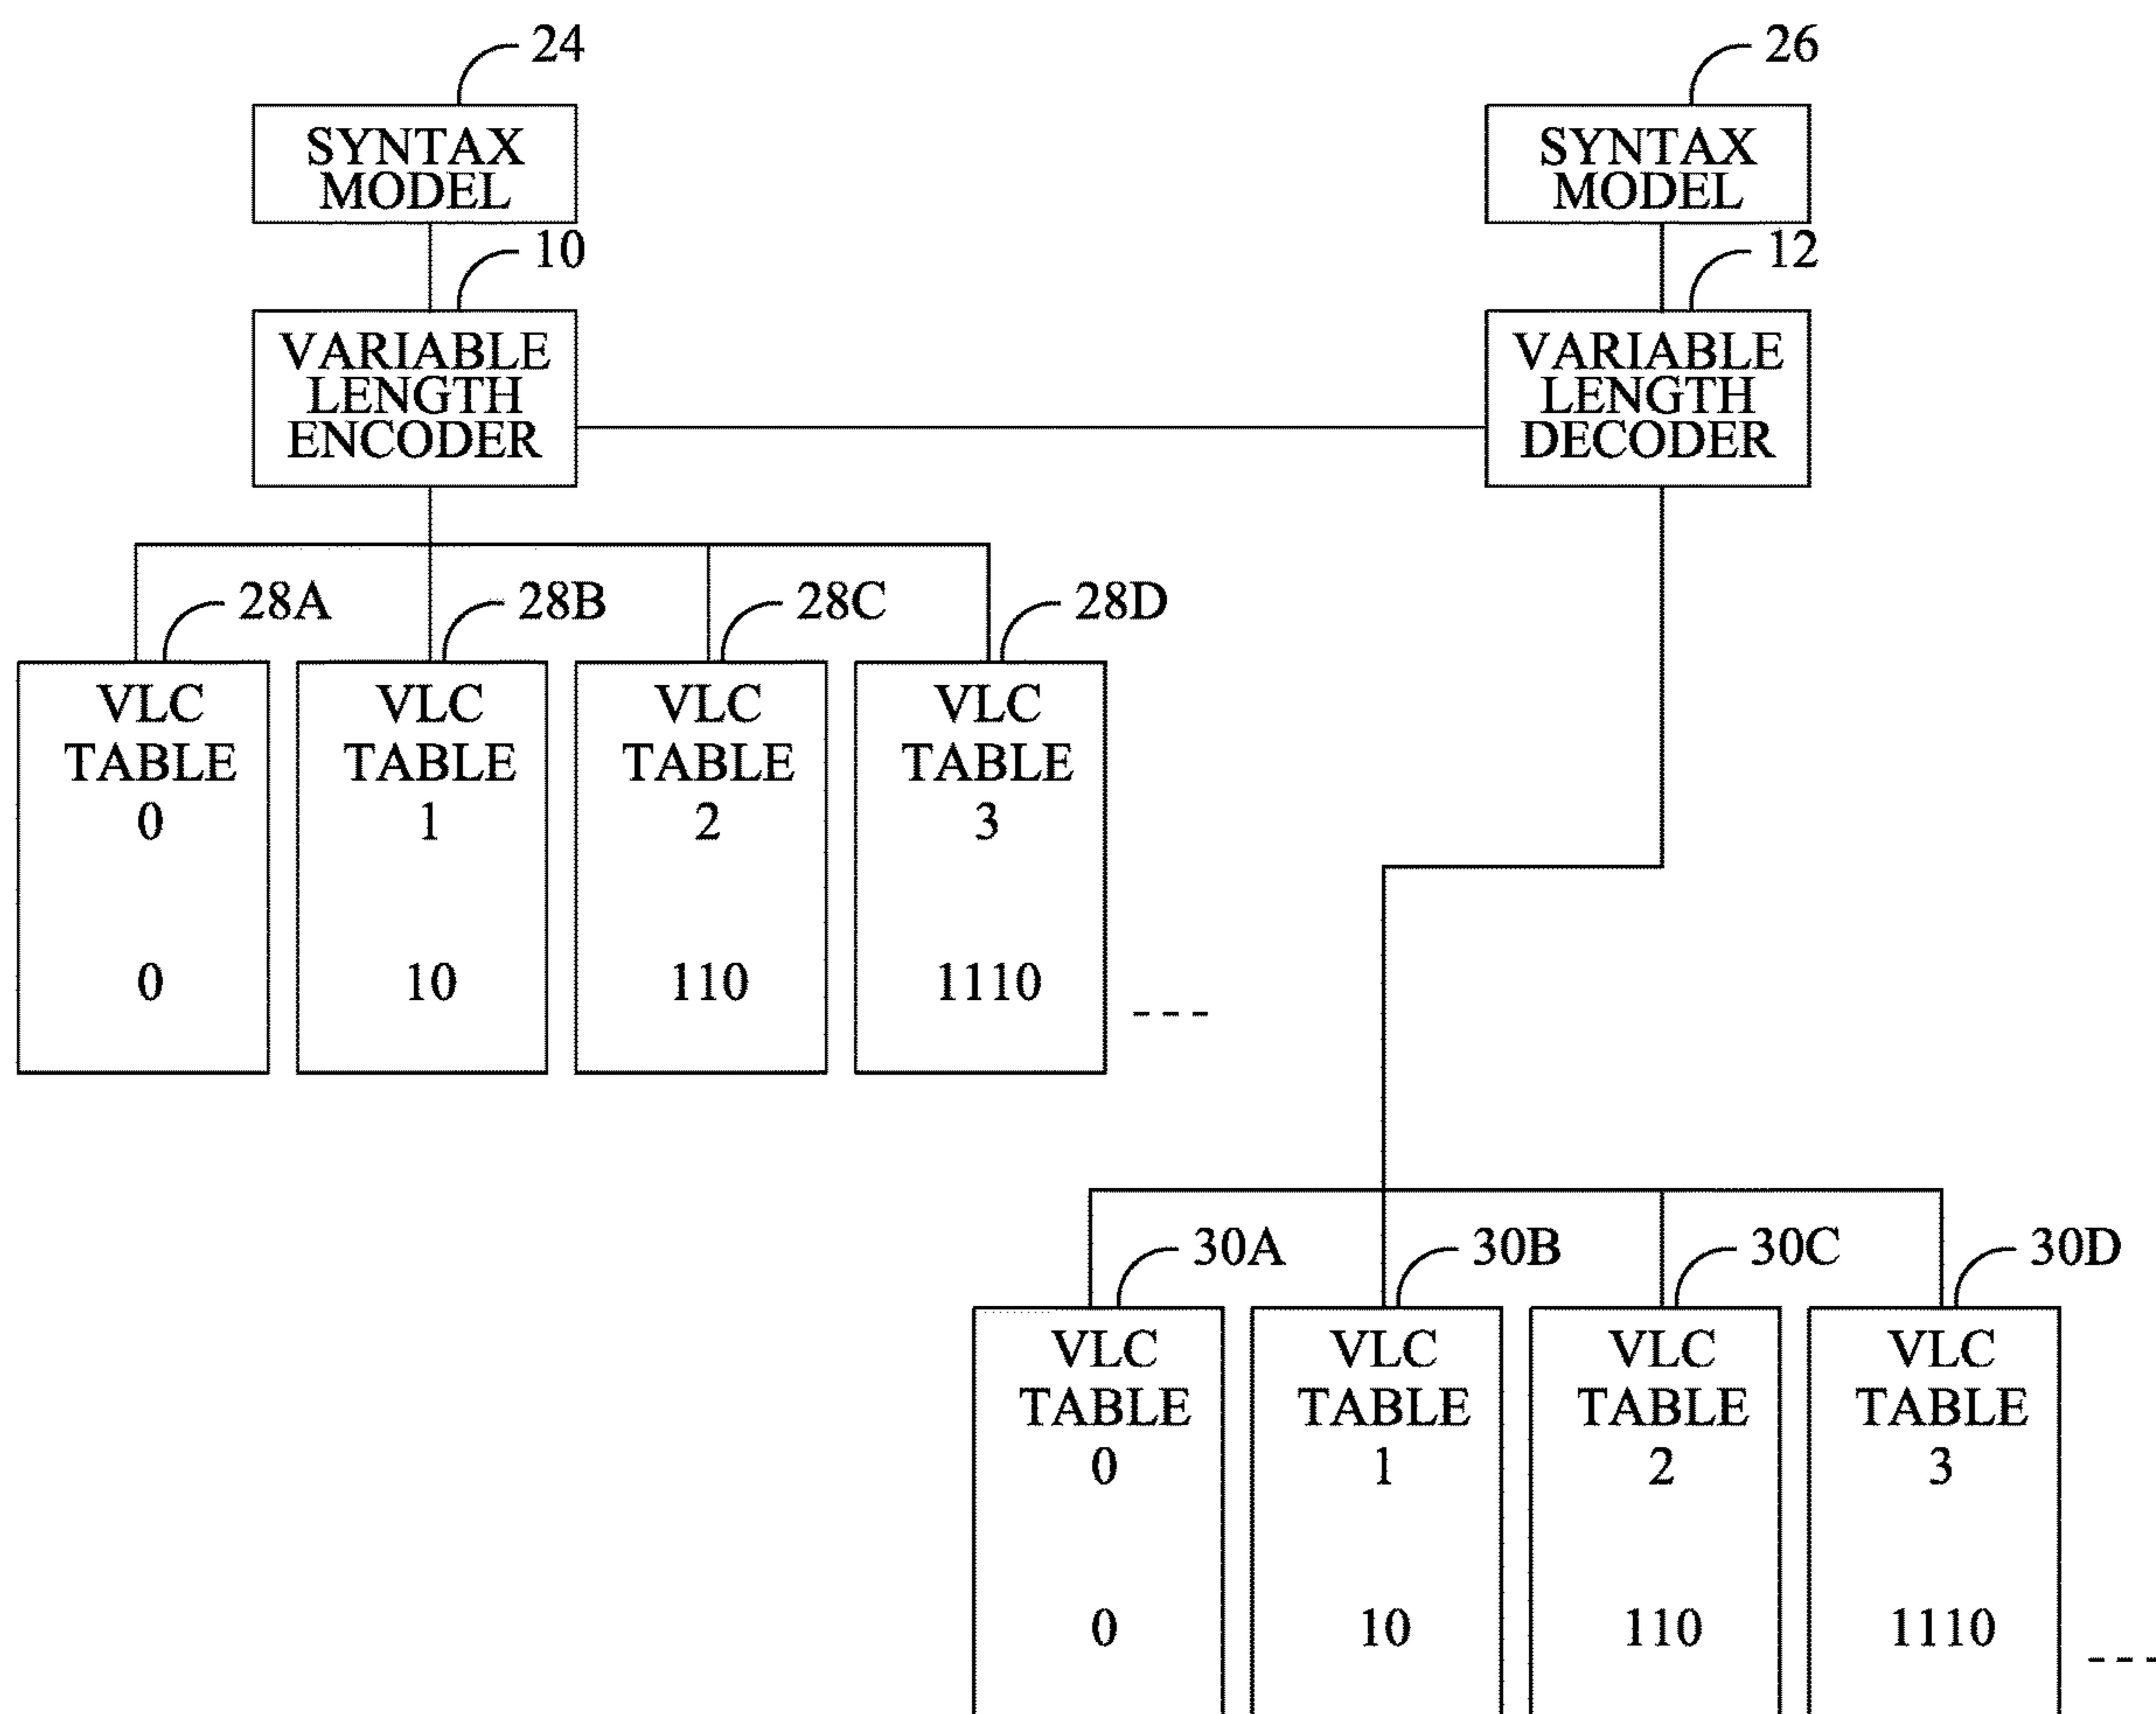 24
26
SYNTAX
MODEL
SYNTAX
MODEL
10
12
VARIABLE
LENGTH
ENCODER
VARIABLE
LENGTH
DECODER
28A
28B
28C
28D
VLC
TABLE
0
0
VLC
TABLE
1
10
VLC
TABLE
2
110
VLC
TABLE
3
1110
---
30A
30B
30C
30D
VLC
TABLE
0
0
VLC
TABLE
1
10
VLC
TABLE
2
110
VLC
TABLE
3
1110
---